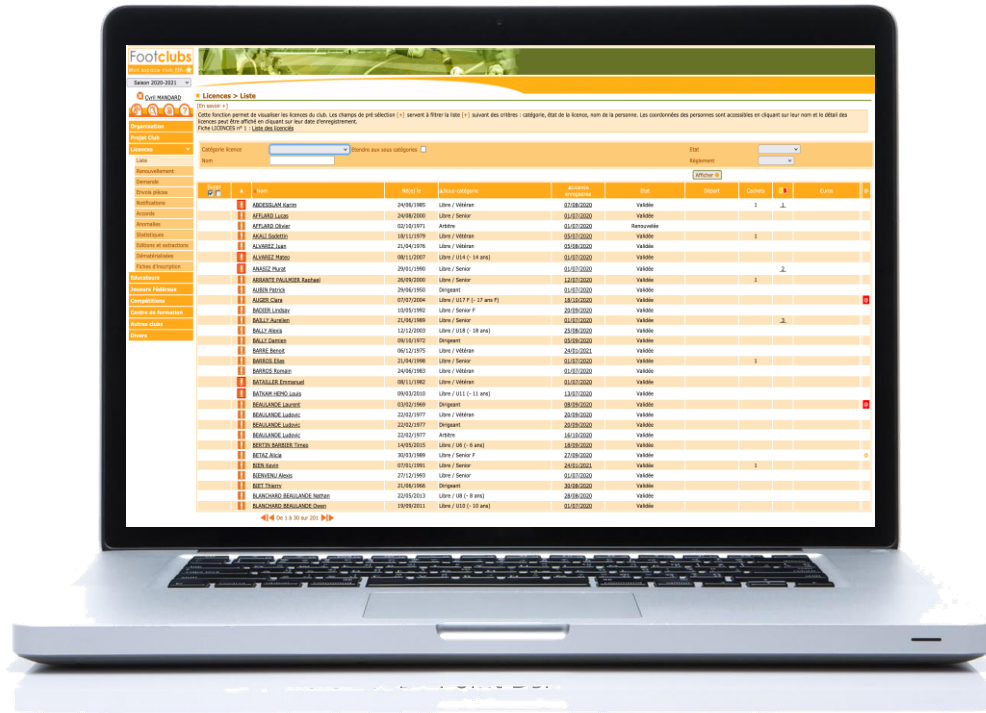 Footclubs
Saison 2020-2021
Cyril MANDARD
Organisation
Projet Club
Licences
Liste
Renouvellement
Demande
Envois pièces
Notifications
Accords
Anomalies
Statistiques
Editions et extractions
Dématérialisées
Fiches d'inscription
Educateurs
Joueurs Fédéraux
Compétitions
Centre de formation
Autres clubs
Divers
Licences > Liste
[En savoir +]
Cette fonction permet de visualiser les licences du club. Les champs de pré sélection [+] servent à filtrer la liste [+] suivant des critères : catégorie, état de la licence, nom de la personne. Les coordonnées des personnes sont accessibles en cliquant sur leur nom et le détail des
licences peut être affiché en cliquant sur leur date d'enregistrement.
Fiche LICENCES n° 1 : Liste des licenciés
Catégorie licence Etendre aux sous catégories Etat
Nom Règlement
Afficher
Nom Né(e) le Sous-catégorie Licence enregistrée Etat Départ Cachets
ABDESSLAM Karim 24/06/1985 Libre / Vétéran 07/08/2020 Validée 1 1
AFFLARD Lucas 24/08/2000 Libre / Senior 01/07/2020 Validée
AFFLARD Olivier 02/10/1971 Arbitre 01/07/2020 Renouvelée
AKALI Sadettin 18/11/1979 Libre / Vétéran 05/07/2020 Validée 1
ALVAREZ Juan 21/04/1976 Libre / Vétéran 05/08/2020 Validée
ALVAREZ Mateo 08/11/2007 Libre / U14 (- 14 ans) 01/07/2020 Validée
ANASIZ Murat 29/01/1990 Libre / Senior 01/07/2020 Validée 2
ARRANTE PAULMIER Raphael 26/09/2000 Libre / Senior 12/07/2020 Validée 1
AUBIN Patrick 29/06/1950 Dirigeant 01/07/2020 Validée
AUGER Clara 07/07/2004 Libre / U17 F (- 17 ans F) 18/10/2020 Validée
BADIER Lindsay 10/05/1992 Libre / Senior F 20/09/2020 Validée
BAILLY Aurelien 21/06/1989 Libre / Senior 01/07/2020 Validée 3
BALLY Alexis 12/12/2003 Libre / U18 (- 18 ans) 25/08/2020 Validée
BALLY Damien 09/10/1972 Dirigeant 05/09/2020 Validée
BARRE Benoit 06/12/1975 Libre / Vétéran 24/01/2021 Validée
BARROS Elias 21/04/1998 Libre / Senior 01/07/2020 Validée 1
BARROS Romain 24/06/1983 Libre / Vétéran 01/07/2020 Validée
BATAILLER Emmanuel 08/11/1982 Libre / Vétéran 01/07/2020 Validée
BATKAM HEMO Louis 09/03/2010 Libre / U11 (- 11 ans) 13/07/2020 Validée
BEAULANDE Laurent 03/02/1969 Dirigeant 08/09/2020 Validée
BEAULANDE Ludovic 22/02/1977 Libre / Vétéran 20/09/2020 Validée
BEAULANDE Ludovic 22/02/1977 Dirigeant 20/09/2020 Validée
BEAULANDE Ludovic 22/02/1977 Arbitre 16/10/2020 Validée
BERTIN BARBIER Timeo 14/05/2015 Libre / U6 (- 6 ans) 18/09/2020 Validée
BETAZ Alicia 30/03/1989 Libre / Senior F 27/09/2020 Validée
BIEN Kevin 07/01/1991 Libre / Senior 24/01/2021 Validée 1
BIENVENU Alexis 27/12/1993 Libre / Senior 01/07/2020 Validée
BIET Thierry 21/06/1966 Dirigeant 30/08/2020 Validée
BLANCHARD BEAULANDE Nathan 22/05/2013 Libre / U8 (- 8 ans) 28/08/2020 Validée
BLANCHARD BEAULANDE Owen 19/09/2011 Libre / U10 (- 10 ans) 01/07/2020 Validée
De 1 à 30 sur 201